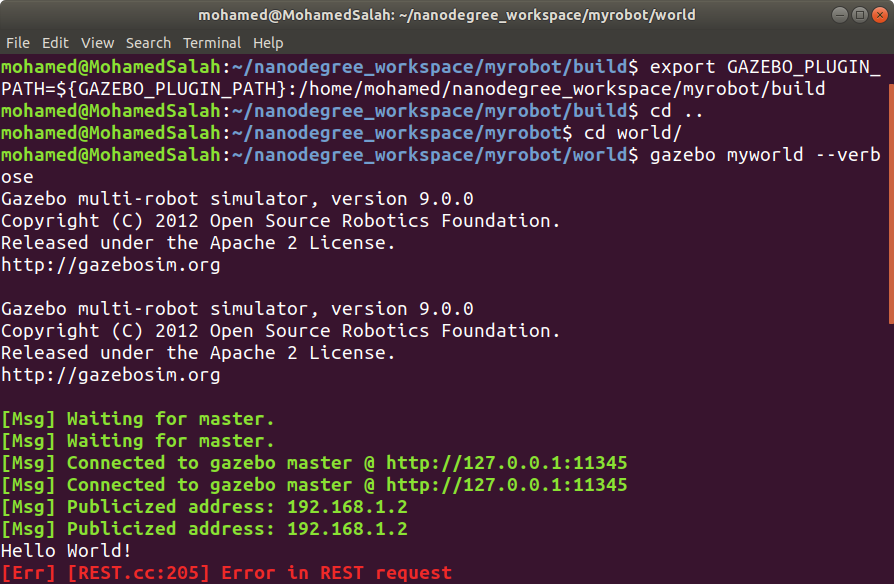 mohamed@MohamedSalah: ~/nanodegree_workspace/myrobot/world
File Edit View Search Terminal Help
mohamed@MohamedSalah:~/nanodegree_workspace/myrobot/build$ export GAZEBO_PLUGIN_
PATH=${GAZEBO_PLUGIN_PATH}:/home/mohamed/nanodegree_workspace/myrobot/build
mohamed@MohamedSalah:~/nanodegree_workspace/myrobot/build$ cd ..
mohamed@MohamedSalah:~/nanodegree_workspace/myrobot$ cd world/
mohamed@MohamedSalah:~/nanodegree_workspace/myrobot/world$ gazebo myworld --verb
ose
Gazebo multi-robot simulator, version 9.0.0
Copyright (C) 2012 Open Source Robotics Foundation.
Released under the Apache 2 License.
http://gazebosim.org

Gazebo multi-robot simulator, version 9.0.0
Copyright (C) 2012 Open Source Robotics Foundation.
Released under the Apache 2 License.
http://gazebosim.org

[Msg] Waiting for master.
[Msg] Waiting for master.
[Msg] Connected to gazebo master @ http://127.0.0.1:11345
[Msg] Connected to gazebo master @ http://127.0.0.1:11345
[Msg] Publicized address: 192.168.1.2
[Msg] Publicized address: 192.168.1.2
Hello World!
[Err] [REST.cc:205] Error in REST request